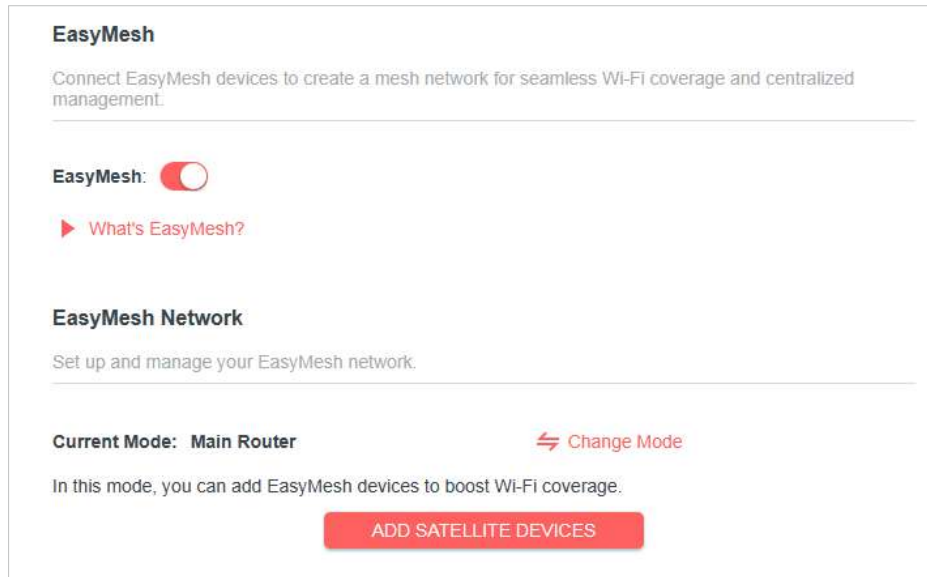 EasyMesh
Connect EasyMesh devices to create a mesh network for seamless Wi-Fi coverage and centralized
management.
EasyMesh:
What's EasyMesh?
EasyMesh Network
Set up and manage your EasyMesh network.
Current Mode: Main Router Change Mode
In this mode, you can add EasyMesh devices to boost Wi-Fi coverage.
ADD SATELLITE DEVICES